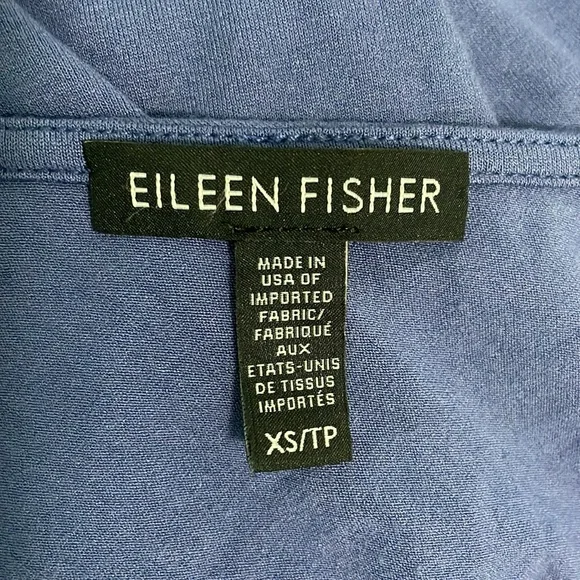 EILEEN FISHER
MADE IN
USA OF
IMPORTED
FABRIC/
FABRIQUÉ
AUX
ETATS-UNIS
DE TISSUS
IMPORTÉS
XS/TP